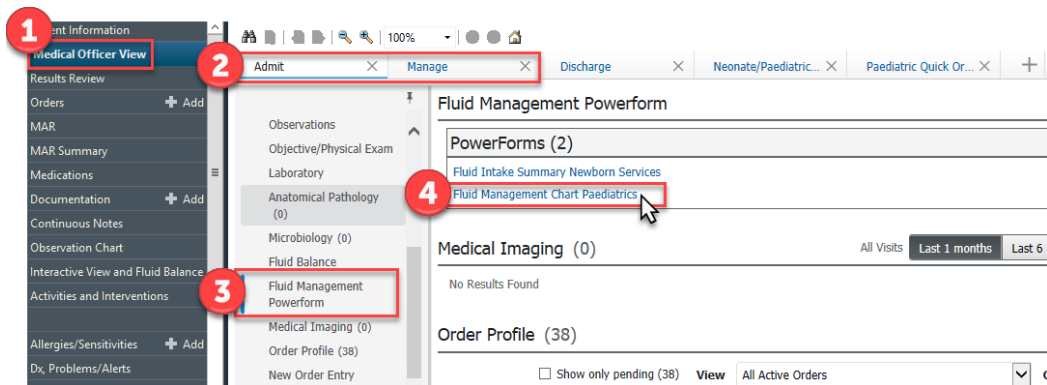 1
ent Information
Medical Officer View
Results Review
Orders + Add
MAR
MAR Summary
Medications
Documentation + Add
Continuous Notes
Observation Chart
Interactive View and Fluid Balance
Activities and Interventions
Allergies/Sensitivities + Add
Dx, Problems/Alerts
100%
2
Admit
Manage
Discharge
Neonate/Paediatric...
Paediatric Quick Or...
Observations
Objective/Physical Exam
Laboratory
Anatomical Pathology
(0)
Microbiology (0)
Fluid Balance
3
Fluid Management
Powerform
Medical Imaging (0)
Order Profile (38)
New Order Entry
Fluid Management Powerform
PowerForms (2)
Fluid Intake Summary Newborn Services
4
Fluid Management Chart Paediatrics
Medical Imaging (0)
All Visits Last 1 months Last 6
No Results Found
Order Profile (38)
Show only pending (38) View All Active Orders